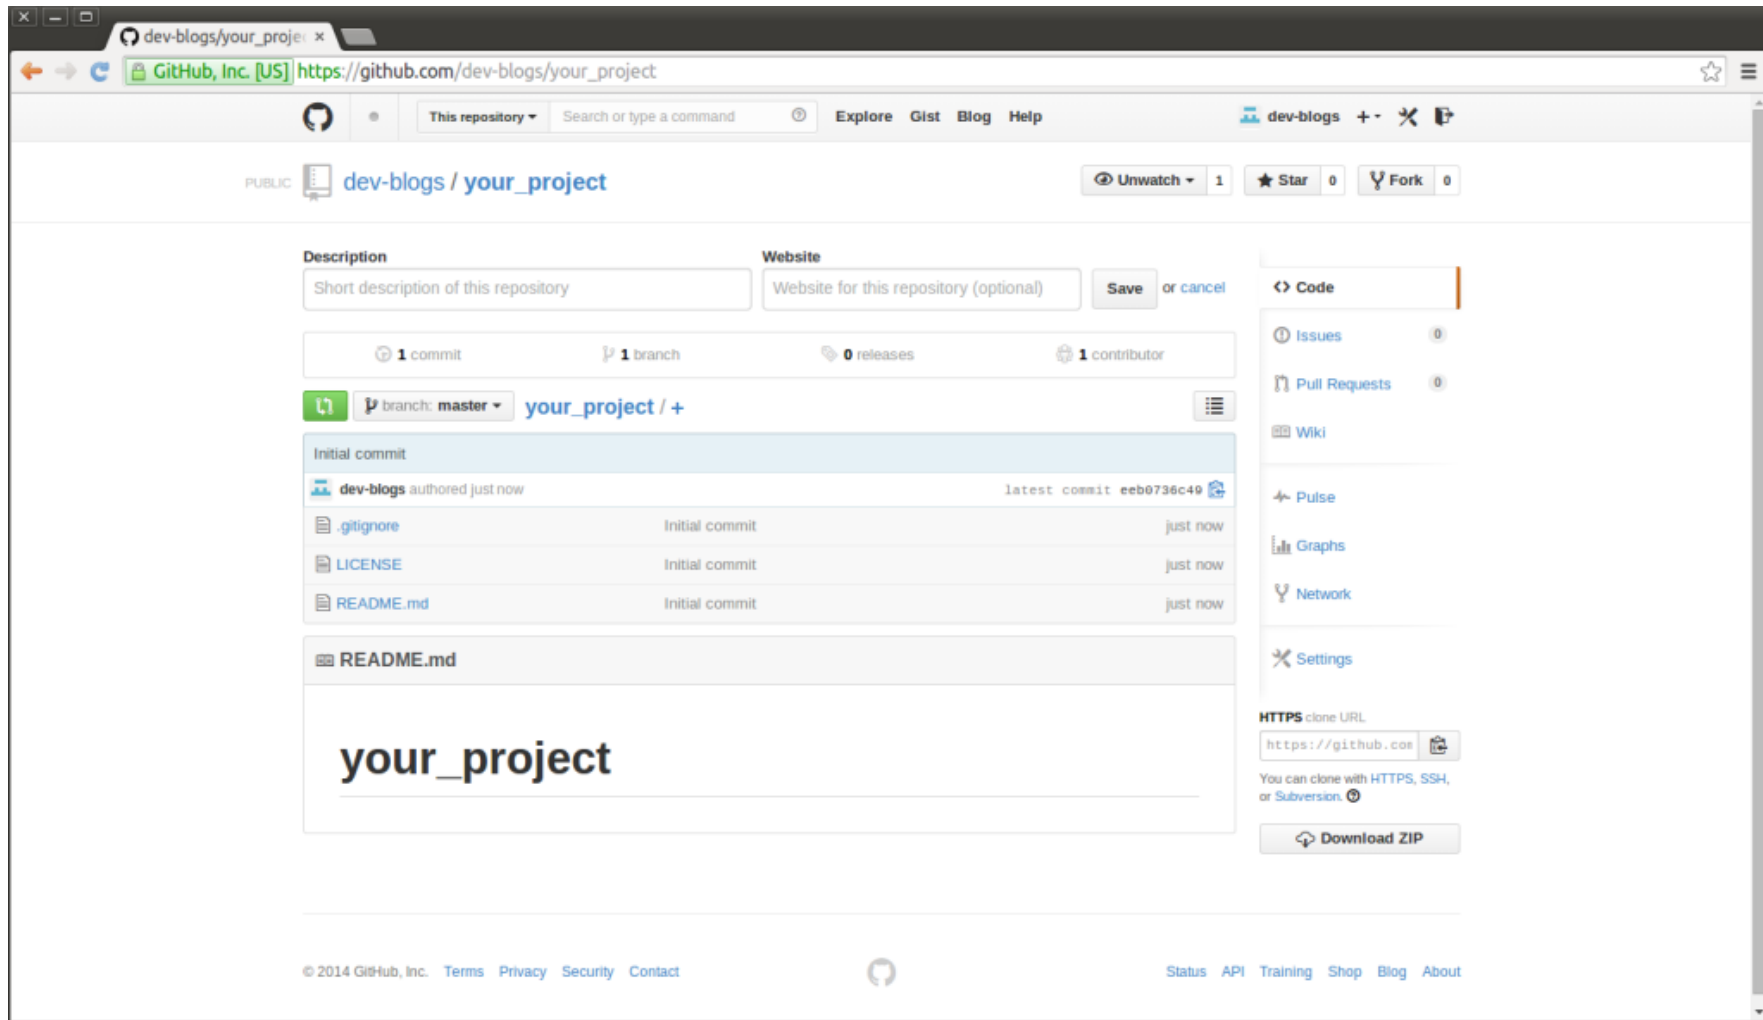 dev-blogs/your_proje
GitHub, Inc. [US] https://github.com/dev-blogs/your_project
This repository Search or type a command Explore Gist Blog Help dev-blogs
PUBLIC dev-blogs / your_project Unwatch 1 Star 0 Fork 0
Description Website
Short description of this repository Website for this repository (optional) Save or cancel
1 commit 1 branch 0 releases 1 contributor
branch: master your_project / +
Initial commit
dev-blogs authored just now latest commit eeb0736c49
.gitignore Initial commit just now
LICENSE Initial commit just now
README.md Initial commit just now
README.md
your_project
Code
Issues 0
Pull Requests 0
Wiki
Pulse
Graphs
Network
Settings
HTTPS clone URL
https://github.com
You can clone with HTTPS, SSH,
or Subversion.
Download ZIP
© 2014 GitHub, Inc. Terms Privacy Security Contact Status API Training Shop Blog About